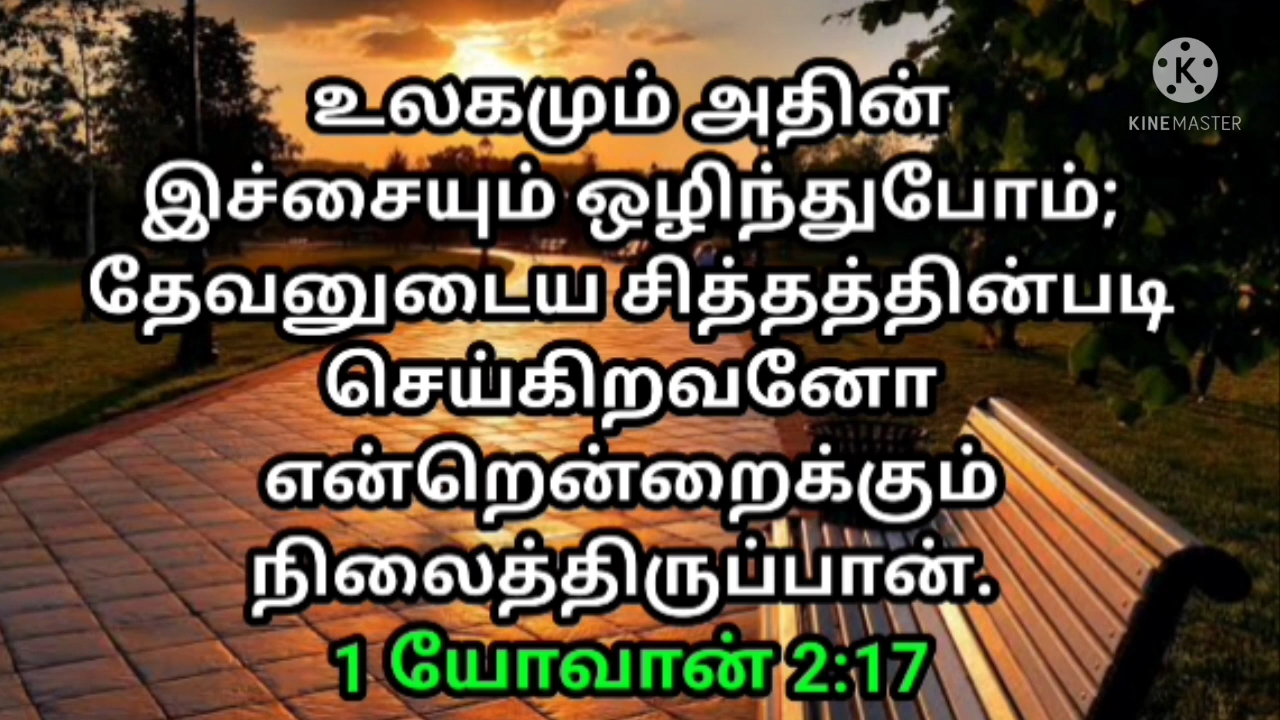 உலகமும் அதின்
இச்சையும் ஒழிந்துபோம்;
தேவனுடைய சித்தத்தின்படி
செய்கிறவனோ
என்றென்றைக்கும்
நிலைத்திருப்பான்.
1 யோவான் 2:17
K
KINEMASTER